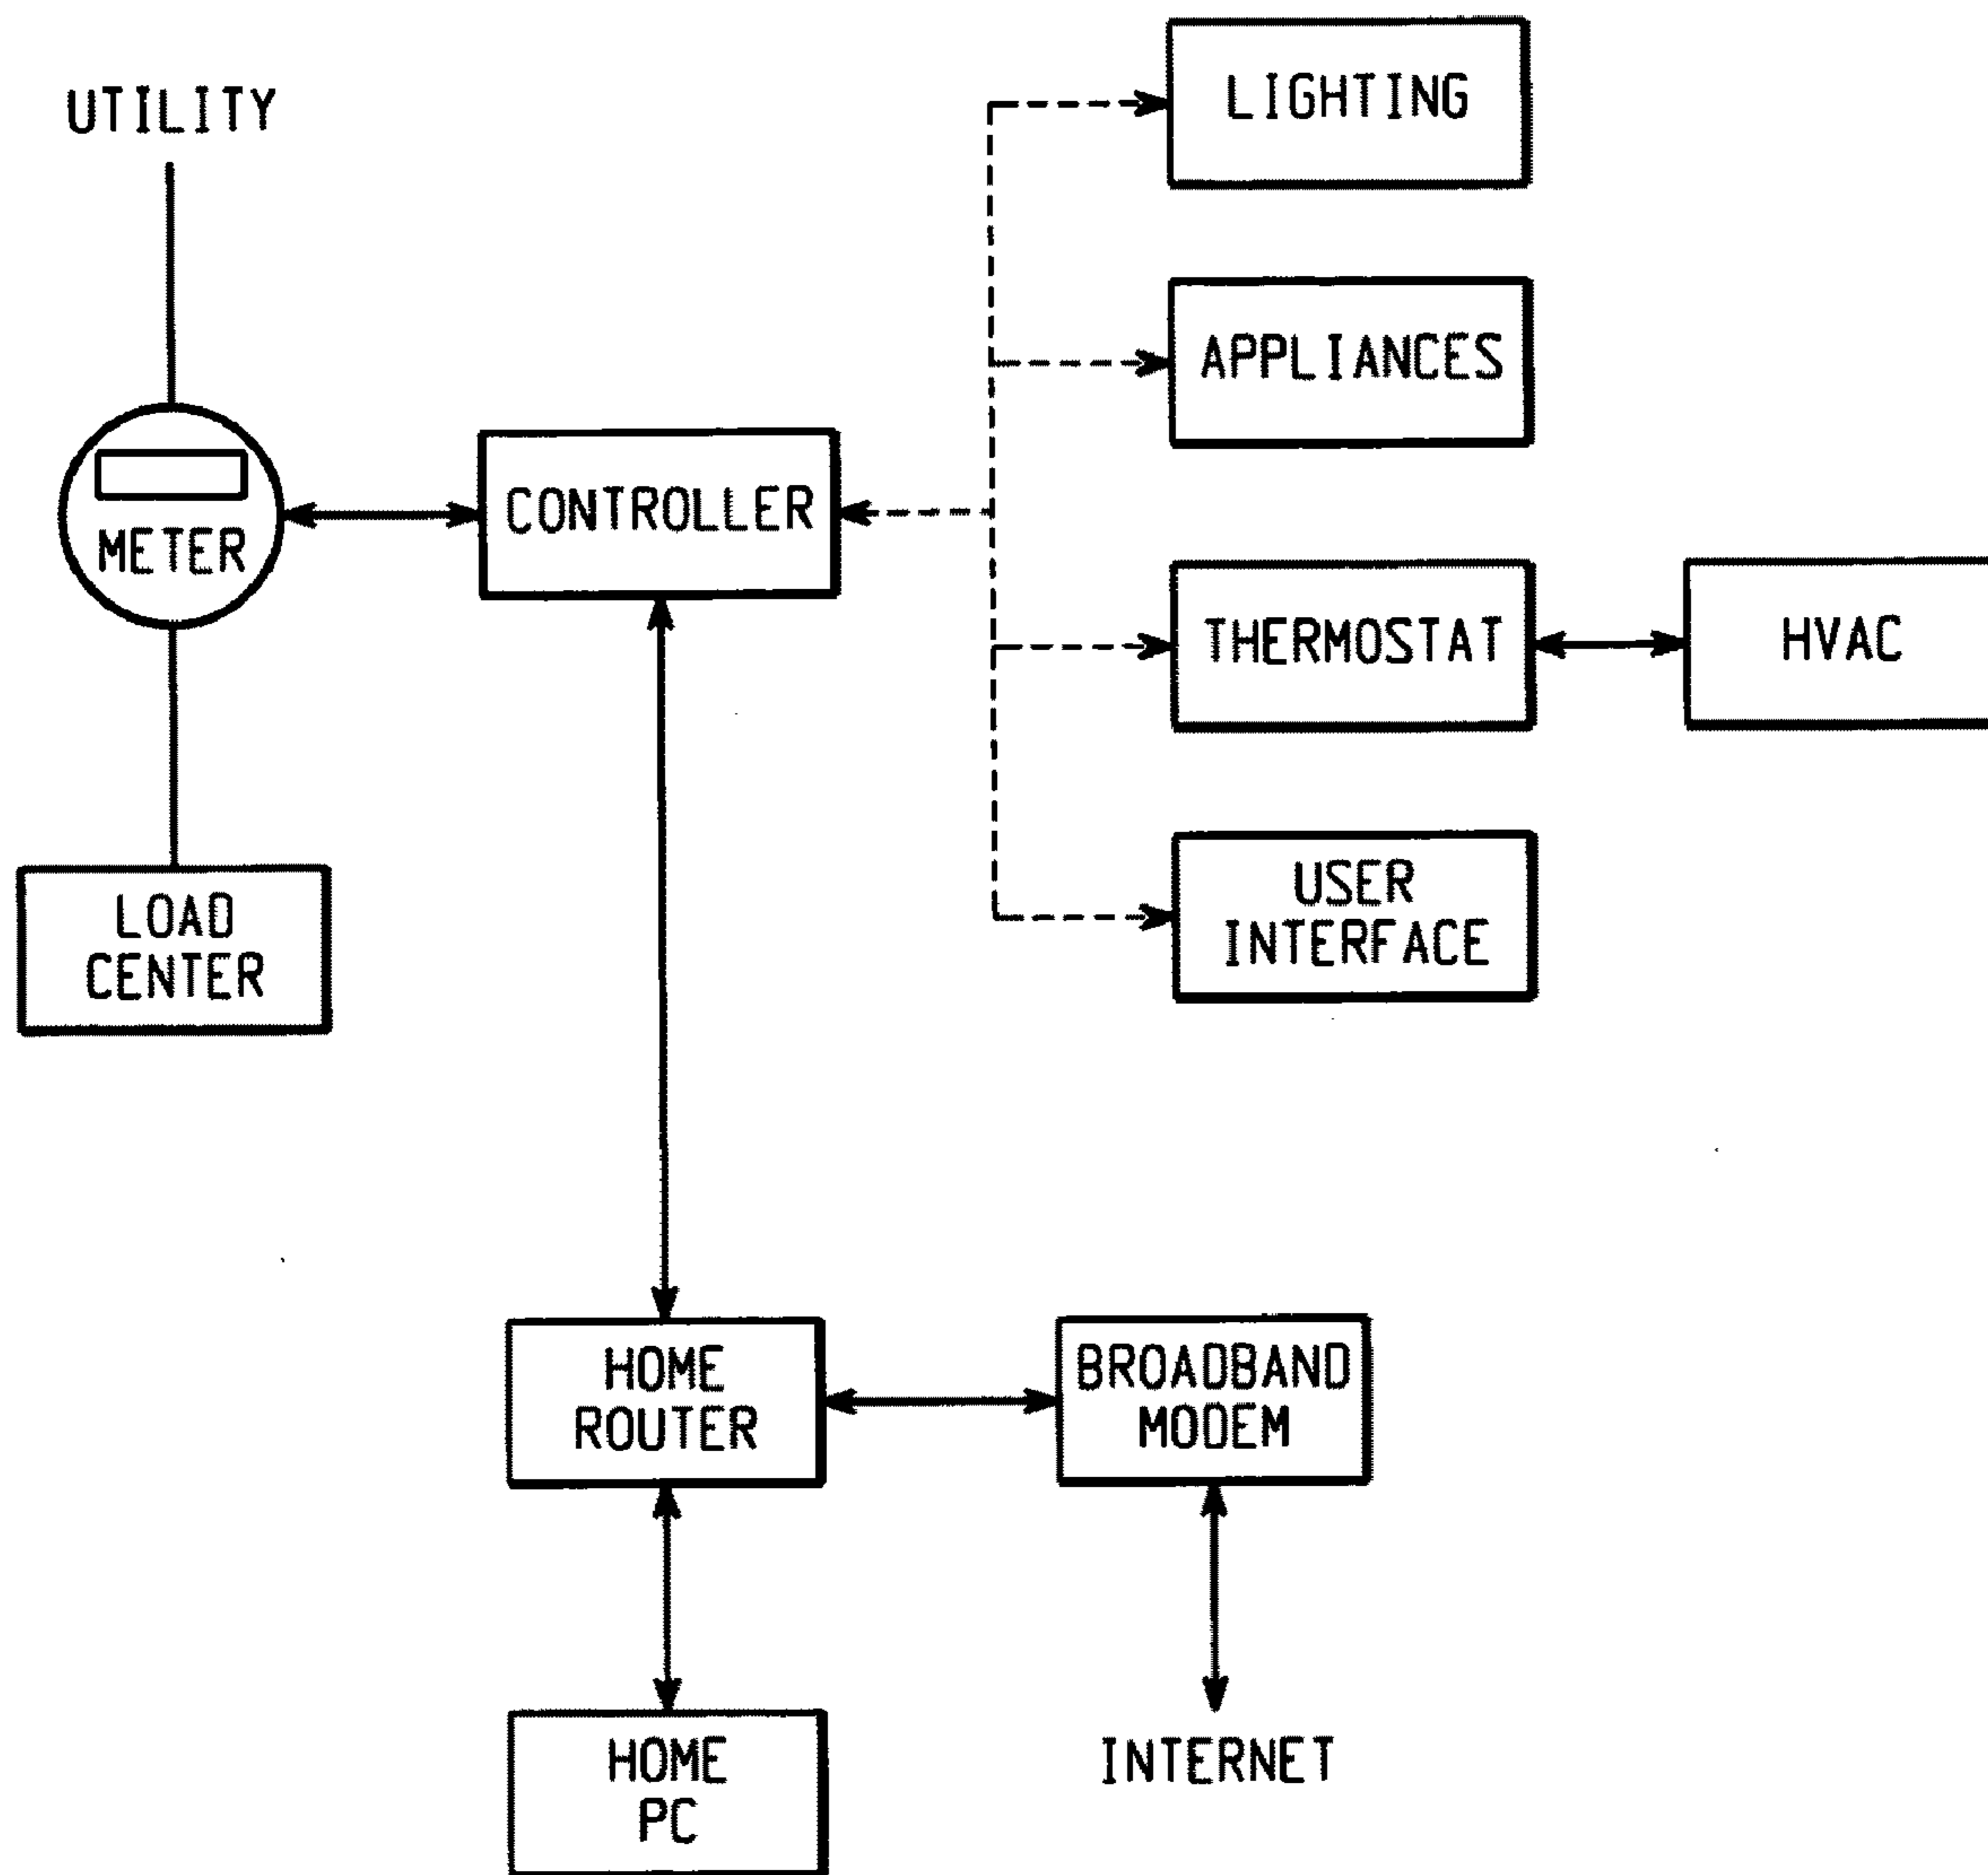 LIGHTING
UTILITY
APPLIANCES
CONTROLLER
METER
THERMOSTAT
HVAC
USER
INTERFACE
LOAD
CENTER
HOME
ROUTER
BROADBAND
MODEM
HOME
PC
INTERNET